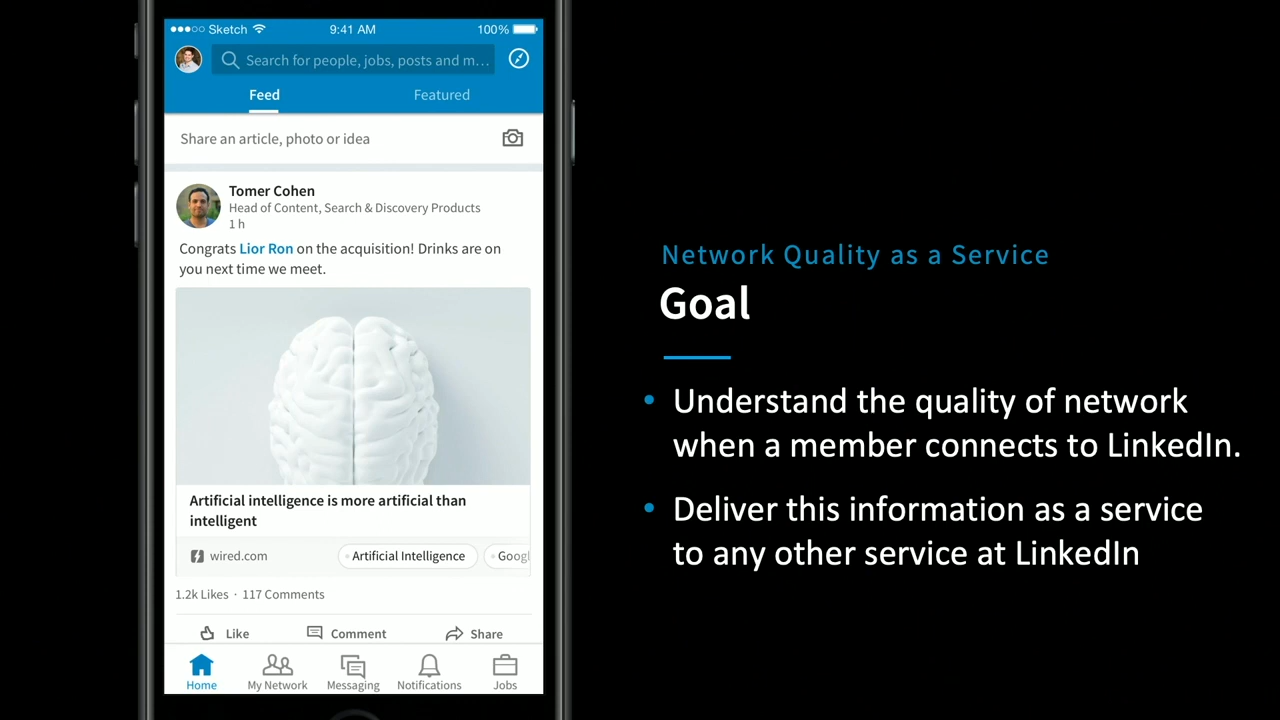 Sketch 9:41 AM 100%
Search for people, jobs, posts and m...
Feed Featured
Share an article, photo or idea
Tomer Cohen
Head of Content, Search & Discovery Products
1 h
Congrats Lior Ron on the acquisition! Drinks are on
you next time we meet.
Artificial intelligence is more artificial than
intelligent
wired.com Artificial Intelligence Googl
1.2k Likes · 117 Comments
Like Comment Share
Home My Network Messaging Notifications Jobs
Network Quality as a Service
Goal
• Understand the quality of network
when a member connects to LinkedIn.
• Deliver this information as a service
to any other service at LinkedIn